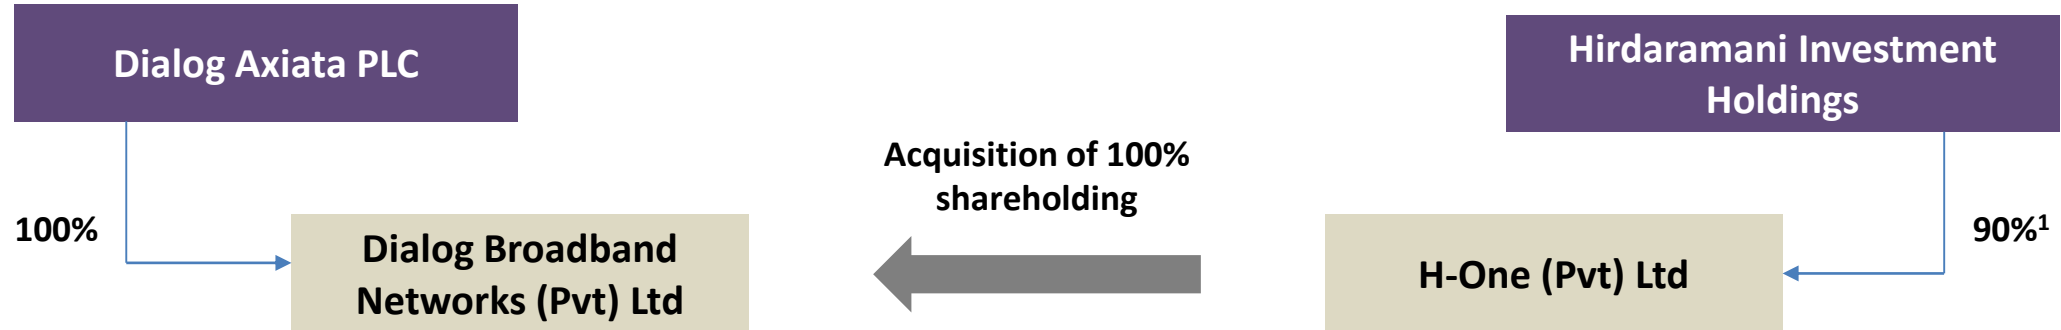 Dialog Axiata PLC
Hirdaramani Investment
Holdings
Acquisition of 100%
shareholding
100%
Dialog Broadband
Networks (Pvt) Ltd
H-One (Pvt) Ltd
90%¹